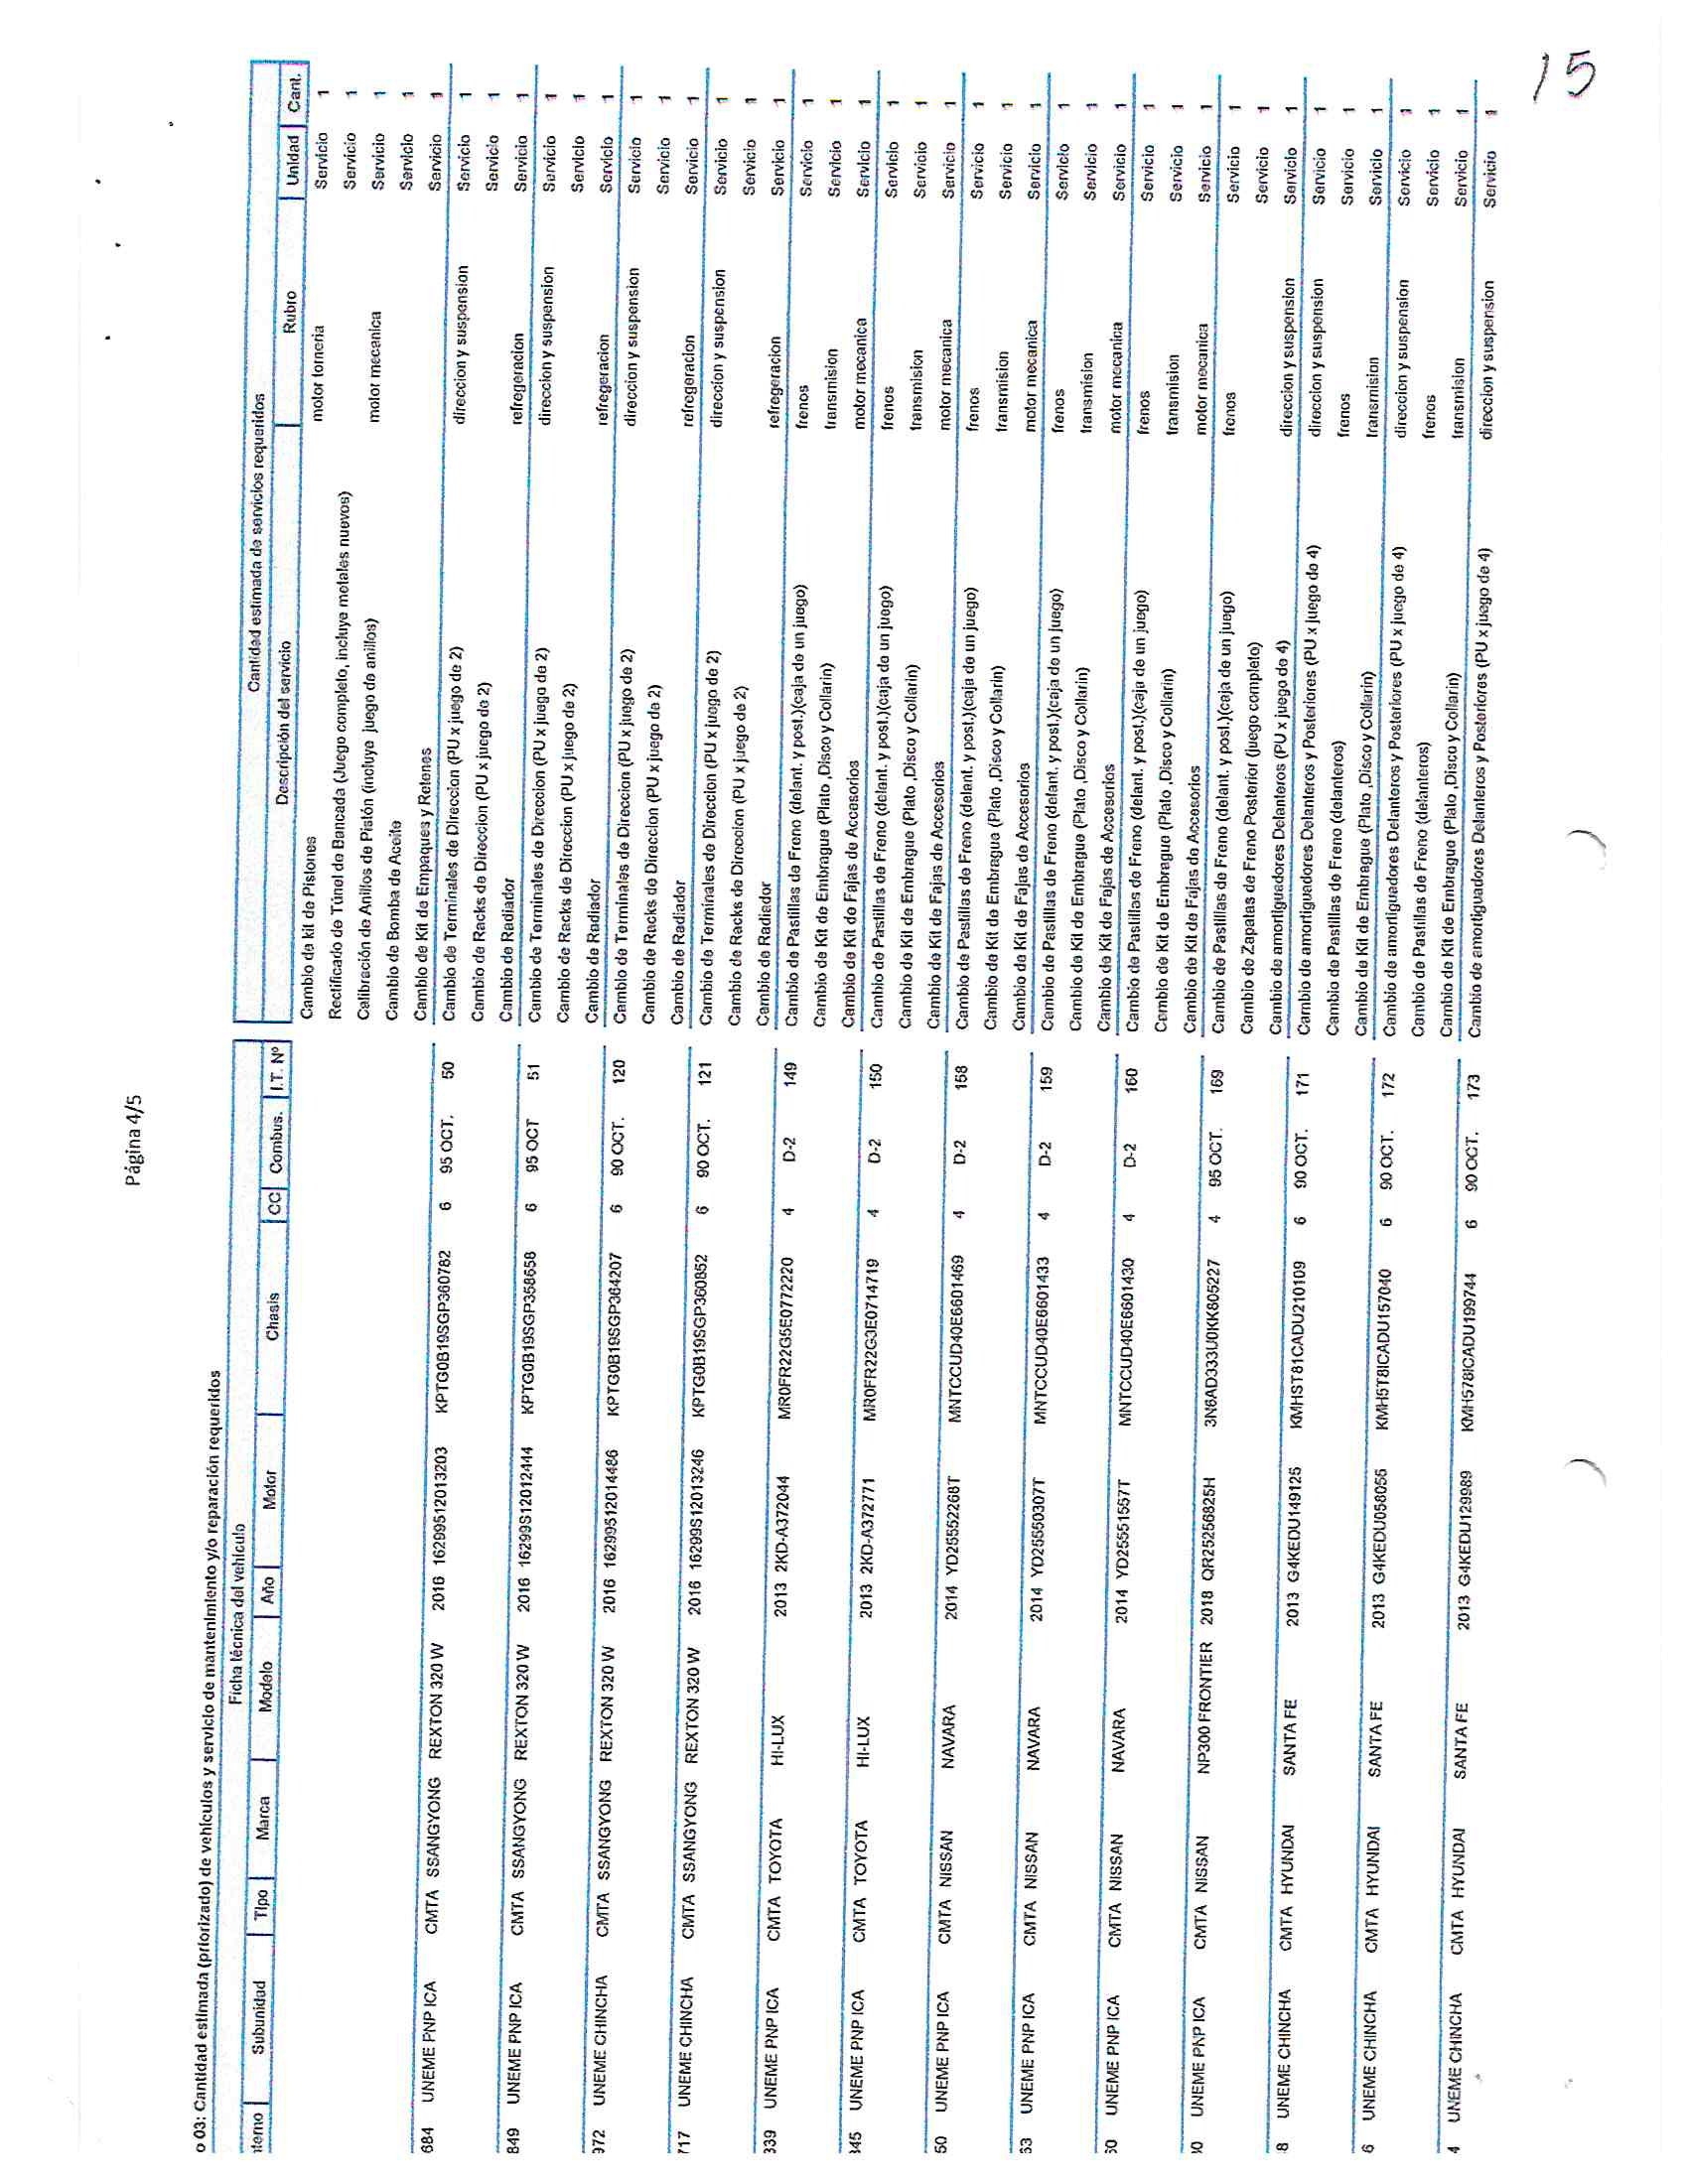 Página 4/5
15
o 03: Cantidad estimada (priorizado) de vehículos y servicio de mantenimiento y/o reparación requeridos
Ficha técnica del vehículo Cantidad estimada de servicios requeridos
terno Subunidad Tipo Marca Modelo Año Motor Chasis CC Combus. I.T. Nº Descripción del servicio Rubro Unidad Cant.
Cambio de kit de Pistones motor torneria Servicio 1
Rectificado de Túnel de Bancada (Juego completo, incluye metales nuevos) Servicio 1
Calibración de Anillos de Pistón (incluye juego de anillos) motor mecanica Servicio 1
Cambio de Bomba de Aceite Servicio 1
Cambio de Kit de Empaques y Retenes Servicio 1
684 UNEME PNP ICA CMTA SSANGYONG REXTON 320 W 2016 16299512013203 KPTG0B19SGP360782 6 95 OCT. 50 Cambio de Terminales de Direccion (PU x juego de 2) direccion y suspension Servicio 1
Cambio de Racks de Direccion (PU x juego de 2) Servicio 1
Cambio de Radiador refregeracion Servicio 1
849 UNEME PNP ICA CMTA SSANGYONG REXTON 320 W 2016 16299S12012444 KPTG0B19SGP358658 6 95 OCT 51 Cambio de Terminales de Direccion (PU x juego de 2) direccion y suspension Servicio 1
Cambio de Racks de Direccion (PU x juego de 2) Servicio 1
Cambio de Radiador refregeracion Servicio 1
972 UNEME CHINCHA CMTA SSANGYONG REXTON 320 W 2016 16299512014486 KPTG0B19SGP364207 6 90 OCT. 120 Cambio de Terminales de Direccion (PU x juego de 2) direccion y suspension Servicio 1
Cambio de Racks de Direccion (PU x juego de 2) Servicio 1
Cambio de Radiador refregeracion Servicio 1
717 UNEME CHINCHA CMTA SSANGYONG REXTON 320 W 2016 16299S12013246 KPTG0B19SGP360852 6 90 OCT. 121 Cambio de Terminales de Direccion (PU x juego de 2) direccion y suspension Servicio 1
Cambio de Racks de Direccion (PU x juego de 2) Servicio 1
Cambio de Radiador refregeracion Servicio 1
339 UNEME PNP ICA CMTA TOYOTA HI-LUX 2013 2KD-A372044 MR0FR22G5E0772220 4 D-2 149 Cambio de Pastillas de Freno (delant. y post.)(caja de un juego) frenos Servicio 1
Cambio de Kit de Embrague (Plato ,Disco y Collarin) transmision Servicio 1
Cambio de Kit de Fajas de Accesorios motor mecanica Servicio 1
345 UNEME PNP ICA CMTA TOYOTA HI-LUX 2013 2KD-A372771 MR0FR22G3E0714719 4 D-2 150 Cambio de Pastillas de Freno (delant. y post.)(caja de un juego) frenos Servicio 1
Cambio de Kit de Embrague (Plato ,Disco y Collarin) transmision Servicio 1
Cambio de Kit de Fajas de Accesorios motor mecanica Servicio 1
50 UNEME PNP ICA CMTA NISSAN NAVARA 2014 YD25552268T MNTCCUD40E6601469 4 D-2 158 Cambio de Pastillas de Freno (delant. y post.)(caja de un juego) frenos Servicio 1
Cambio de Kit de Embrague (Plato ,Disco y Collarin) transmision Servicio 1
Cambio de Kit de Fajas de Accesorios motor mecanica Servicio 1
63 UNEME PNP ICA CMTA NISSAN NAVARA 2014 YD25550307T MNTCCUD40E6601433 4 D-2 159 Cambio de Pastillas de Freno (delant. y post.)(caja de un juego) frenos Servicio 1
Cambio de Kit de Embrague (Plato ,Disco y Collarin) transmision Servicio 1
Cambio de Kit de Fajas de Accesorios motor mecanica Servicio 1
60 UNEME PNP ICA CMTA NISSAN NAVARA 2014 YD25551557T MNTCCUD40E6601430 4 D-2 160 Cambio de Pastillas de Freno (delant. y post.)(caja de un juego) frenos Servicio 1
Cambio de Kit de Embrague (Plato ,Disco y Collarin) transmision Servicio 1
Cambio de Kit de Fajas de Accesorios motor mecanica Servicio 1
UNEME PNP ICA CMTA NISSAN NP300 FRONTIER 2018 QR25256825H 3N6AD333U0KK805227 4 95 OCT. 169 Cambio de Pastillas de Freno (delant. y post.)(caja de un juego) frenos Servicio 1
Cambio de Zapatas de Freno Posterior (juego completo) Servicio 1
Cambio de amortiguadores Delanteros (PU x juego de 4) direccion y suspension Servicio 1
8 UNEME CHINCHA CMTA HYUNDAI SANTA FE 2013 G4KEDU149125 KMHST81CADU210109 6 90 OCT. 171 Cambio de amortiguadores Delanteros y Posteriores (PU x juego de 4) direccion y suspension Servicio 1
Cambio de Pastillas de Freno (delanteros) frenos Servicio 1
Cambio de Kit de Embrague (Plato ,Disco y Collarin) transmision Servicio 1
6 UNEME CHINCHA CMTA HYUNDAI SANTA FE 2013 G4KEDU058055 KMH5T8ICADU157040 6 90 OCT. 172 Cambio de amortiguadores Delanteros y Posteriores (PU x juego de 4) direccion y suspension Servicio 1
Cambio de Pastillas de Freno (delanteros) frenos Servicio 1
Cambio de Kit de Embrague (Plato ,Disco y Collarin) transmision Servicio 1
4 UNEME CHINCHA CMTA HYUNDAI SANTA FE 2013 G4KEDU129989 KMH578ICADU199744 6 90 OCT. 173 Cambio de amortiguadores Delanteros y Posteriores (PU x juego de 4) direccion y suspension Servicio 1